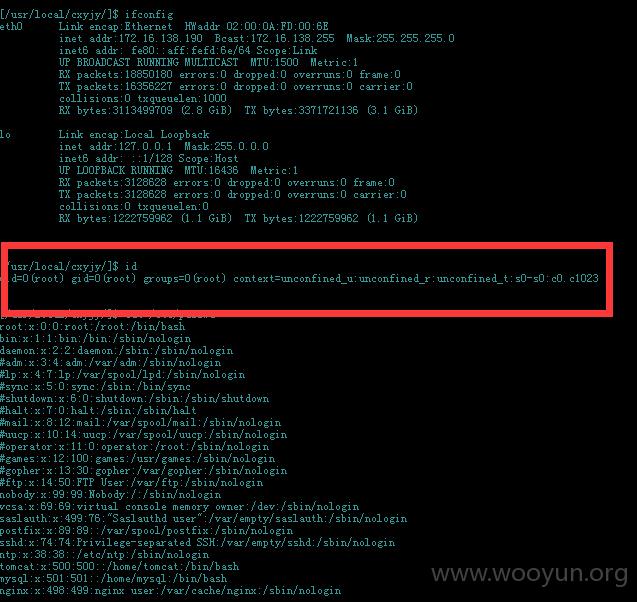 [/usr/local/cxyjy/]$ ifconfig
eth0 Link encap:Ethernet HWaddr 02:00:0A:FD:00:6E
inet addr:172.16.138.190 Bcast:172.16.138.255 Mask:255.255.255.0
inet6 addr: fe80::aff:fefd:6e/64 Scope:Link
UP BROADCAST RUNNING MULTICAST MTU:1500 Metric:1
RX packets:18850180 errors:0 dropped:0 overruns:0 frame:0
TX packets:16356227 errors:0 dropped:0 overruns:0 carrier:0
collisions:0 txqueuelen:1000
RX bytes:3113499709 (2.8 GiB) TX bytes:3371721136 (3.1 GiB)
lo Link encap:Local Loopback
inet addr:127.0.0.1 Mask:255.0.0.0
inet6 addr: ::1/128 Scope:Host
UP LOOPBACK RUNNING MTU:16436 Metric:1
RX packets:3128628 errors:0 dropped:0 overruns:0 frame:0
TX packets:3128628 errors:0 dropped:0 overruns:0 carrier:0
collisions:0 txqueuelen:0
RX bytes:1222759962 (1.1 GiB) TX bytes:1222759962 (1.1 GiB)
/usr/local/cxyjy/]$ id
id=0(root) gid=0(root) groups=0(root) context=unconfined_u:unconfined_r:unconfined_t:s0-s0:c0.c1023
root:x:0:0:root:/root:/bin/bash
bin:x:1:1:bin:/bin:/sbin/nologin
daemon:x:2:2:daemon:/sbin:/sbin/nologin
#adm:x:3:4:adm:/var/adm:/sbin/nologin
#lp:x:4:7:lp:/var/spool/lpd:/sbin/nologin
#sync:x:5:0:sync:/sbin:/bin/sync
#shutdown:x:6:0:shutdown:/sbin:/sbin/shutdown
#halt:x:7:0:halt:/sbin:/sbin/halt
#mail:x:8:12:mail:/var/spool/mail:/sbin/nologin
#uucp:x:10:14:uucp:/var/spool/uucp:/sbin/nologin
#operator:x:11:0:operator:/root:/sbin/nologin
#games:x:12:100:games:/usr/games:/sbin/nologin
#gopher:x:13:30:gopher:/var/gopher:/sbin/nologin
#ftp:x:14:50:FTP User:/var/ftp:/sbin/nologin
nobody:x:99:99:Nobody:/:/sbin/nologin
vcsa:x:69:69:virtual console memory owner:/dev:/sbin/nologin
saslauth:x:499:76:"Saslauthd user":/var/empty/saslauth:/sbin/nologin
postfix:x:89:89::/var/spool/postfix:/sbin/nologin
sshd:x:74:74:Privilege-separated SSH:/var/empty/sshd:/sbin/nologin
ntp:x:38:38::/etc/ntp:/sbin/nologin
tomcat:x:500:500::/home/tomcat:/bin/bash
mysql:x:501:501::/home/mysql:/bin/bash
nginx:x:498:499:nginx user:/var/cache/nginx:/sbin/nologin
www.wooyun.org